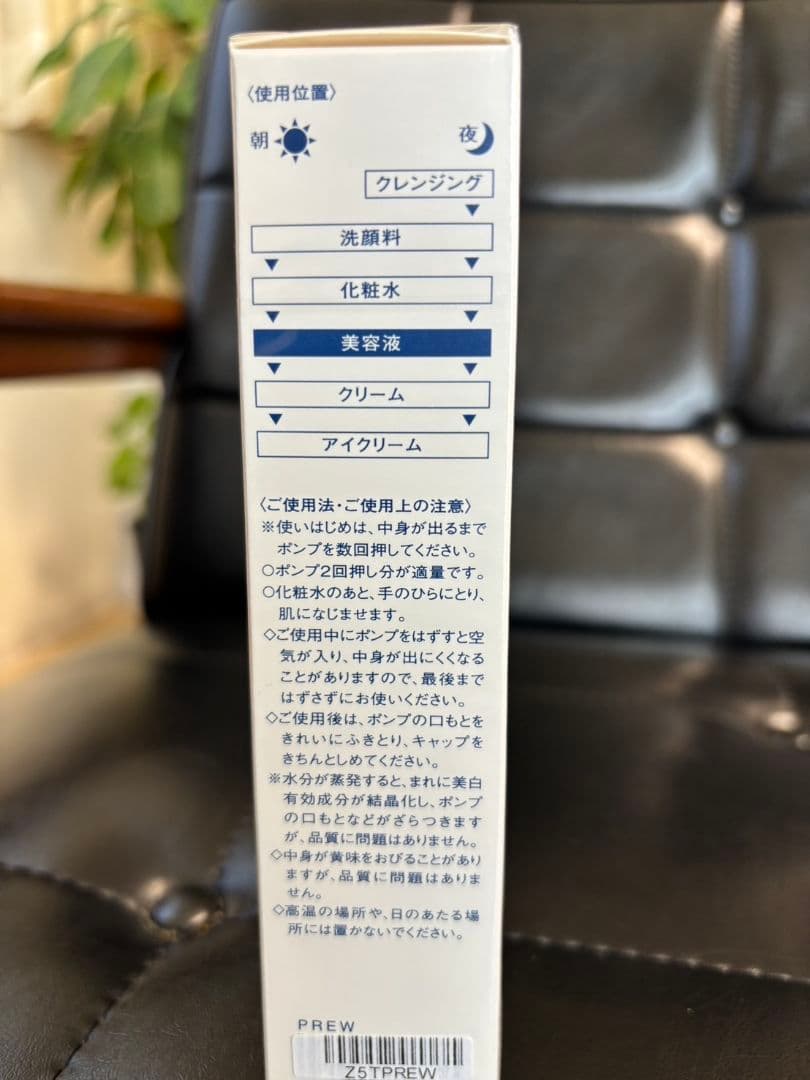 〈使用位置〉
朝 夜
クレンジング
▼
洗顔料
▼ ▼
化粧水
▼ ▼
美容液
▼ ▼
クリーム
▼ ▼
アイクリーム
〈ご使用法・ご使用上の注意〉
※使いはじめは、中身が出るまで
ポンプを数回押してください。
○ポンプ2回押し分が適量です。
○化粧水のあと、手のひらにとり、
肌になじませます。
◇ご使用中にポンプをはずすと空
気が入り、中身が出にくくなる
ことがありますので、最後まで
はずさずにお使いください。
◇ご使用後は、ポンプの口もとを
きれいにふきとり、キャップを
きちんとしめてください。
※水分が蒸発すると、まれに美白
有効成分が結晶化し、ポンプ
の口もとなどがざらつきます
が、品質に問題はありません。
◇中身が黄味をおびることがあり
ますが、品質に問題はありま
せん。
◇高温の場所や、日のあたる場
所には置かないでください。
PREW
Z5TPREW